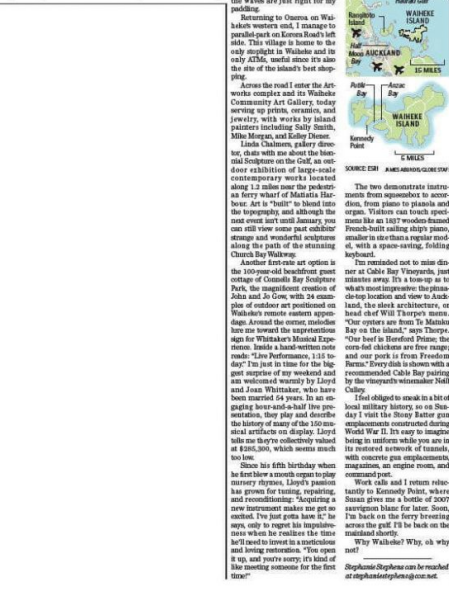 the waves are just right for my
paddling.
Returning to Oneroa on Wai-
heke's western end, I manage to
parallel-park on Korora Road's left
side. This village is home to the
only stoplight in Waiheke and its
only ATMs, useful since it's also
the site of the island's best shop-
ping.
Across the road I enter the Art-
works complex and its Waiheke
Community Art Gallery, today
serving up prints, ceramics, and
jewelry, with works by island
painters including Sally Smith,
Mike Morgan, and Kelley Diener.
Linda Chalmers, gallery direc-
tor, chats with me about the bien-
nial Sculpture on the Gulf, an out-
door exhibition of large-scale
contemporary works located
along 1.2 miles near the pedestri-
an ferry wharf of Matiatia Har-
bour. Art is "built" to blend into
the topography, and although the
next event isn't until January, you
can still view some past exhibits'
strange and wonderful sculptures
along the path of the stunning
Church Bay Walkway.
Another first-rate art option is
the 100-year-old beachfront guest
cottage of Connells Bay Sculpture
Park, the magnificent creation of
John and Jo Gow, with 24 exam-
ples of outdoor art positioned on
Waiheke's remote eastern appen-
dage. Around the corner, melodies
lure me toward the unpretentious
sign for Whittaker's Musical Expe-
rience. Inside a hand-written note
reads: "Live Performance, 1:15 to-
day." I'm just in time for the big-
gest surprise of my weekend and
am welcomed warmly by Lloyd
and Joan Whittaker, who have
been married 54 years. In an en-
gaging hour-and-a-half live pre-
sentation, they play and describe
the history of many of the 150 mu-
sical artifacts on display. Lloyd
tells me they're collectively valued
at $285,300, which seems much
too low.
Since his fifth birthday when
he first blew a mouth organ to play
nursery rhymes, Lloyd's passion
has grown for tuning, repairing,
and reconditioning: "Acquiring a
new instrument makes me get so
excited. I've just gotta have it," he
says, only to regret his impulsive-
ness when he realizes the time
he'll need to invest in a meticulous
and loving restoration. "You open
it up, and you're sorry; it's kind of
like meeting someone for the first
time!"
Hauraki Gulf
Rangitoto
Island
WAIHEKE
ISLAND
Half
Moon
Bay
AUCKLAND
15 MILES
Putiki
Bay
Anzac
Bay
WAIHEKE
ISLAND
Kennedy
Point
6 MILES
SOURCE: ESRI JAMES ABUNDIS/GLOBE STAFF
The two demonstrate instru-
ments from squeezebox to accor-
dion, from piano to pianola and
organ. Visitors can touch speci-
mens like an 1857 wooden-framed
French-built sailing ship's piano,
smaller in size than a regular mod-
el, with a space-saving, folding
keyboard.
I'm reminded not to miss din-
ner at Cable Bay Vineyards, just
minutes away. It's a toss-up as to
what's most impressive: the pinna-
cle-top location and view to Auck-
land, the sleek architecture, or
head chef Will Thorpe's menu.
"Our oysters are from Te Matuku
Bay on the island," says Thorpe.
"Our beef is Hereford Prime; the
corn-fed chickens are free range;
and our pork is from Freedom
Farms." Every dish is shown with a
recommended Cable Bay pairing
by the vineyard's winemaker Neill
Culley.
I feel obliged to sneak in a bit of
local military history, so on Sun-
day I visit the Stony Batter gun
emplacements constructed during
World War II. It's easy to imagine
being in uniform while you are in
its restored network of tunnels,
with concrete gun emplacements,
magazines, an engine room, and
command post.
Work calls and I return reluc-
tantly to Kennedy Point, where
Susan gives me a bottle of 2007
sauvignon blanc for later. Soon,
I'm back on the ferry breezing
across the gulf. I'll be back on the
mainland shortly.
Why Waiheke? Why, oh why
not?
Stephanie Stephens can be reached
at stephaniestephens@cox.net.